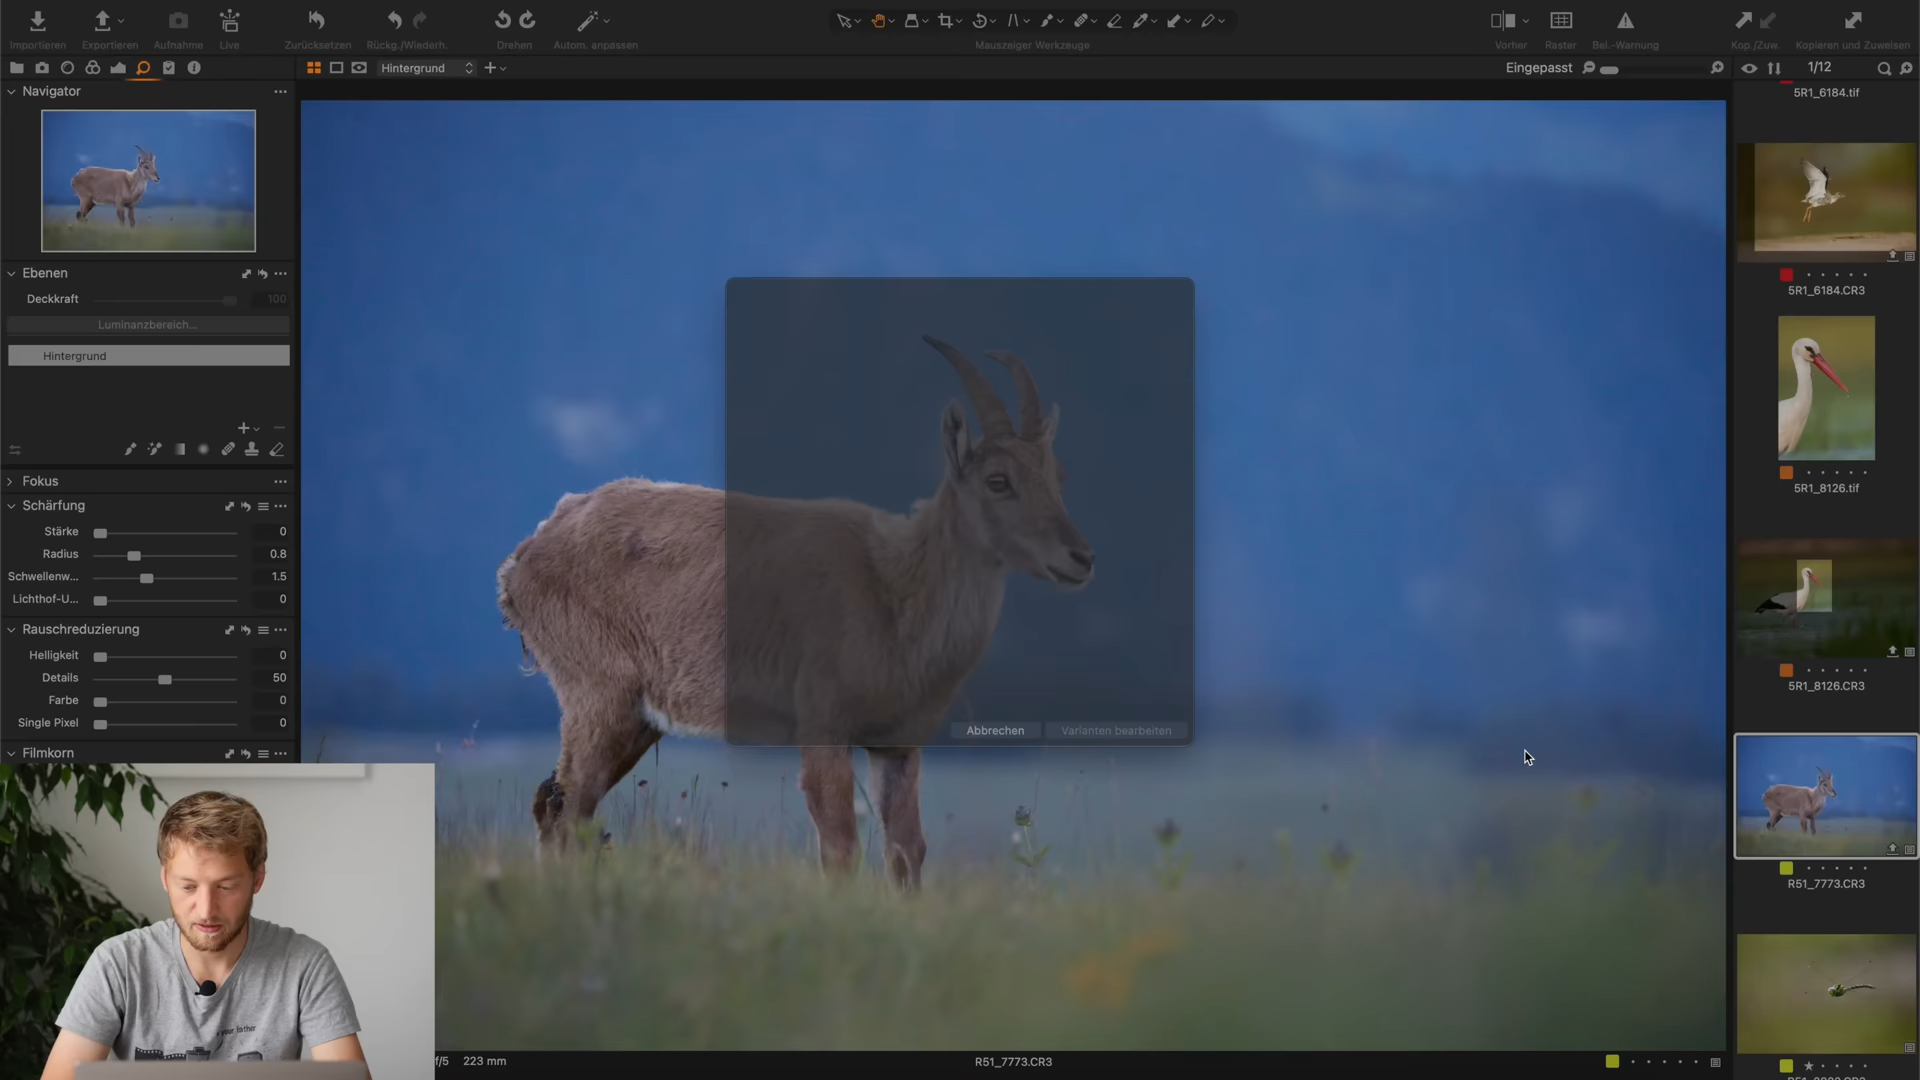 Importieren
Exportieren
Aufnahme
Live
Zurücksetzen
Rückg./Wiederh.
Drehen
Autom. anpassen
Mauszeiger Werkzeuge
Vorher
Raster
Bel.-Warnung
Kop./Zuw.
Kopieren und Zuweisen
Hintergrund
Eingepasst
1/12
Navigator
Ebenen
Deckkraft 100
Luminanzbereich...
Hintergrund
Fokus
Schärfung
Stärke 0
Radius 0.8
Schwellenw... 1.5
Lichthof-U... 0
Rauschreduzierung
Helligkeit 0
Details 50
Farbe 0
Single Pixel 0
Filmkorn
Abbrechen
Varianten bearbeiten
5R1_6184.tif
5R1_6184.CR3
5R1_8126.tif
5R1_8126.CR3
R51_7773.CR3
your father
f/5 223 mm
R51_7773.CR3